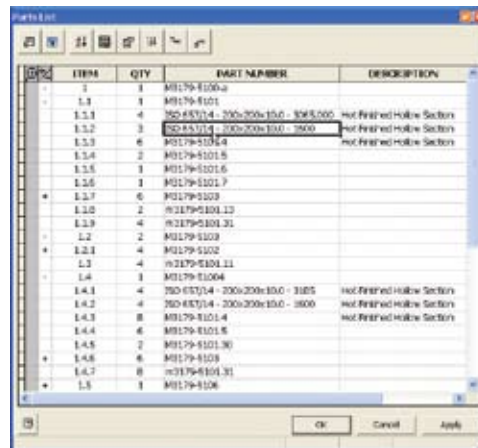 Parts List
ITEM QTY PART NUMBER DESCRIPTION
1 1 M3179-5100-a
1.1 1 M3179-5101
1.1.1 4 ISO 657/14 - 200x200x10.0 - 3065.000 Hot Finished Hollow Section
1.1.2 3 ISO 657/14 - 200x200x10.0 - 1500 Hot Finished Hollow Section
1.1.3 6 M3179-5101.4 Hot Finished Hollow Section
1.1.4 2 M3179-5101.5
1.1.5 1 M3179-5101.6
1.1.6 1 M3179-5101.7
1.1.7 6 M3179-5103
1.1.8 2 m3179-5101.13
1.1.9 4 m3179-5101.31
1.2 2 M3179-5103
1.2.1 4 M3179-5102
1.3 4 m3179-5101.11
1.4 1 M3179-51004
1.4.1 4 ISO 657/14 - 200x200x10.0 - 3185 Hot Finished Hollow Section
1.4.2 4 ISO 657/14 - 200x200x10.0 - 1600 Hot Finished Hollow Section
1.4.3 8 M3179-5101.4 Hot Finished Hollow Section
1.4.4 6 M3179-5101.5
1.4.5 2 M3179-5101.30
1.4.6 6 M3179-5103
1.4.7 8 m3179-5101.31
1.5 1 M3179-5106
OK Cancel Apply